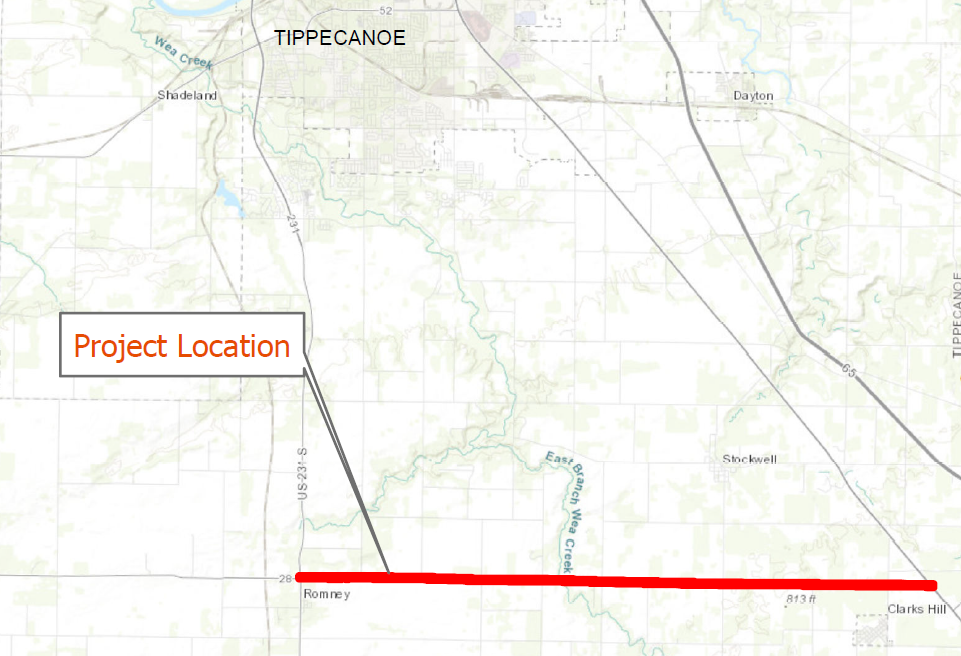 52
TIPPECANOE
Wea Creek
Shadeland
Dayton
231
TIPPECANOE
Project Location
65
US 231 S
East Branch Wea Creek
Stockwell
28
Romney
813 ft
Clarks Hill